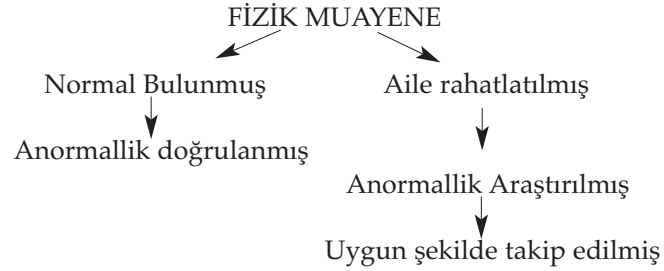 FİZİK MUAYENE
Normal Bulunmuş
Aile rahatlatılmış
Anormallik doğrulanmış
Anormallik Araştırılmış
Uygun şekilde takip edilmiş